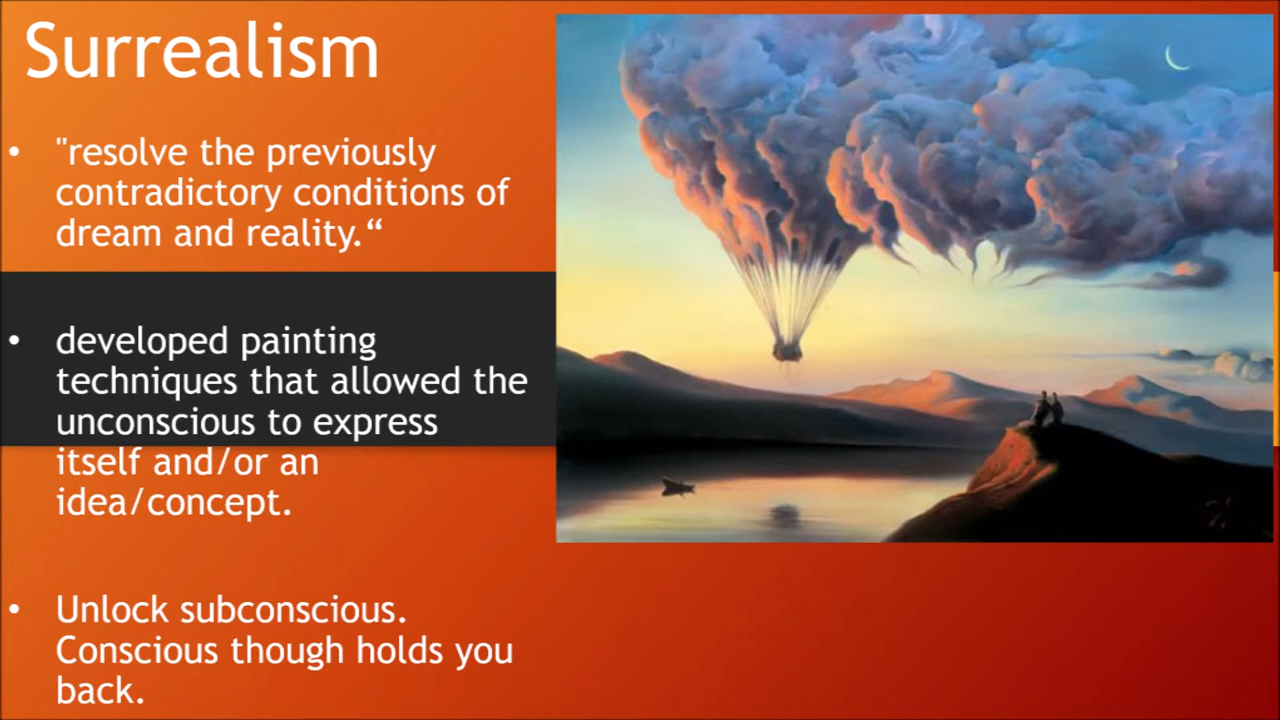 Surrealism
• "resolve the previously
contradictory conditions of
dream and reality.“
• developed painting
techniques that allowed the
unconscious to express
itself and/or an
idea/concept.
• Unlock subconscious.
Conscious though holds you
back.